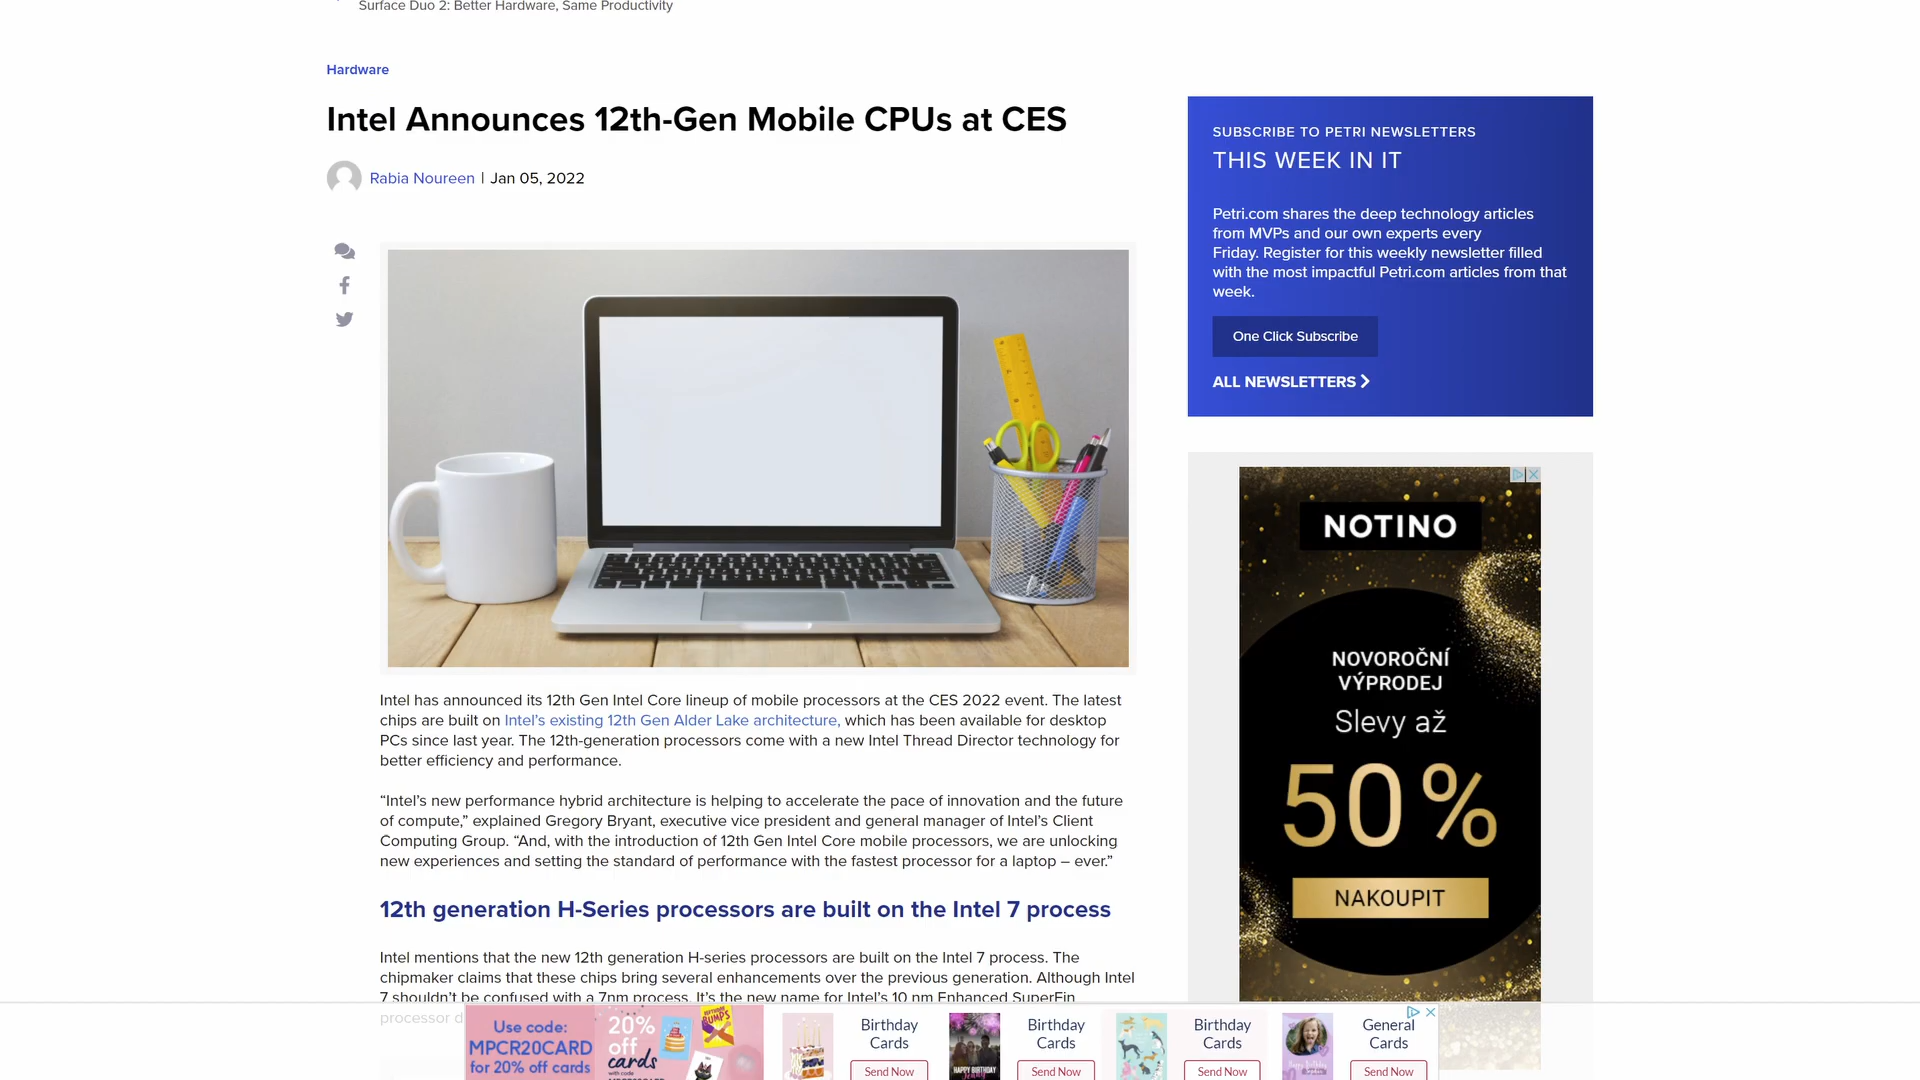 Surface Duo 2: Better Hardware, Same Productivity
Hardware
Intel Announces 12th-Gen Mobile CPUs at CES
Rabia Noureen | Jan 05, 2022
Intel has announced its 12th Gen Intel Core lineup of mobile processors at the CES 2022 event. The latest
chips are built on Intel’s existing 12th Gen Alder Lake architecture, which has been available for desktop
PCs since last year. The 12th-generation processors come with a new Intel Thread Director technology for
better efficiency and performance.
“Intel’s new performance hybrid architecture is helping to accelerate the pace of innovation and the future
of compute,” explained Gregory Bryant, executive vice president and general manager of Intel’s Client
Computing Group. “And, with the introduction of 12th Gen Intel Core mobile processors, we are unlocking
new experiences and setting the standard of performance with the fastest processor for a laptop – ever.”
12th generation H-Series processors are built on the Intel 7 process
Intel mentions that the new 12th generation H-series processors are built on the Intel 7 process. The
chipmaker claims that these chips bring several enhancements over the previous generation. Although Intel
7 shouldn’t be confused with a 7nm process. It’s the new name for Intel’s 10 nm Enhanced SuperFin
processor d
SUBSCRIBE TO PETRI NEWSLETTERS
THIS WEEK IN IT
Petri.com shares the deep technology articles
from MVPs and our own experts every
Friday. Register for this weekly newsletter filled
with the most impactful Petri.com articles from that
week.
One Click Subscribe
ALL NEWSLETTERS
NOTINO
NOVOROČNÍ
VÝPRODEJ
Slevy až
50%
NAKOUPIT
Use code:
MPCR20CARD
for 20% off cards
20%
off
cards
with code
Birthday
Cards
Send Now
HAPPY BIRTHDAY
Birthday
Cards
Send Now
Birthday
Cards
Send Now
General
Cards
Send Now